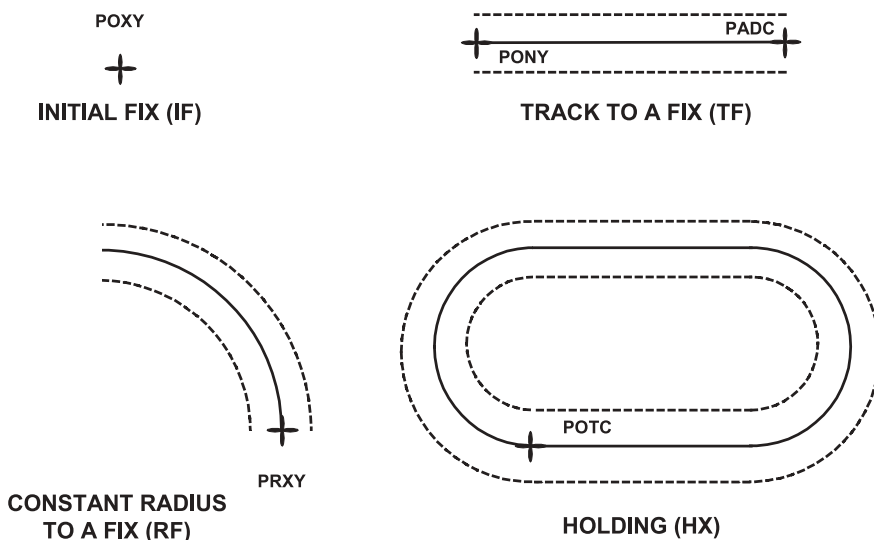 POXY
INITIAL FIX (IF)
PADC
PONY
TRACK TO A FIX (TF)
PRXY
CONSTANT RADIUS
TO A FIX (RF)
POTC
HOLDING (HX)